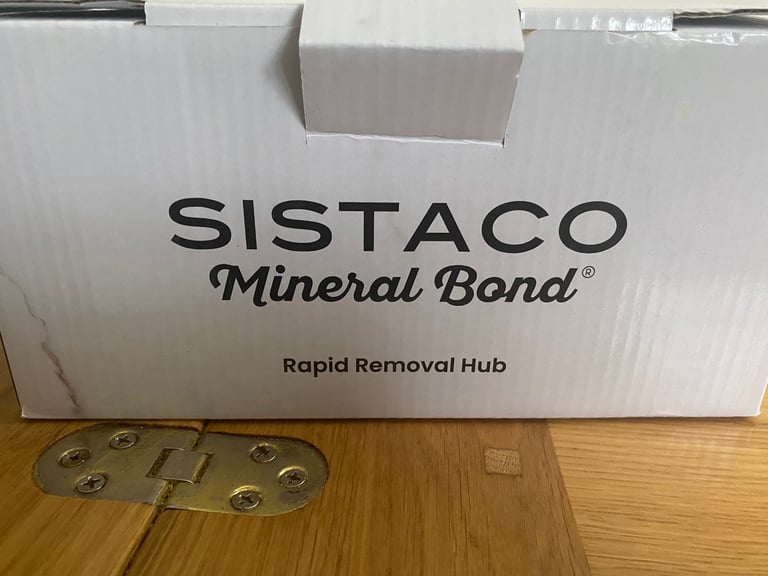 SISTACO
Mineral Bond®
Rapid Removal Hub